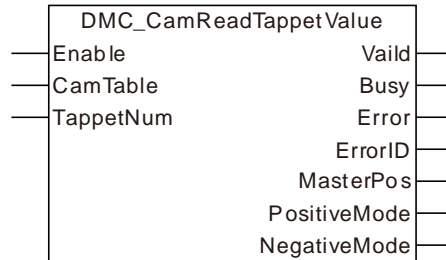 DMC_CamReadTappetValue
Enable Vaild
CamTable Busy
TappetNum Error
ErrorID
MasterPos
PositiveMode
NegativeMode